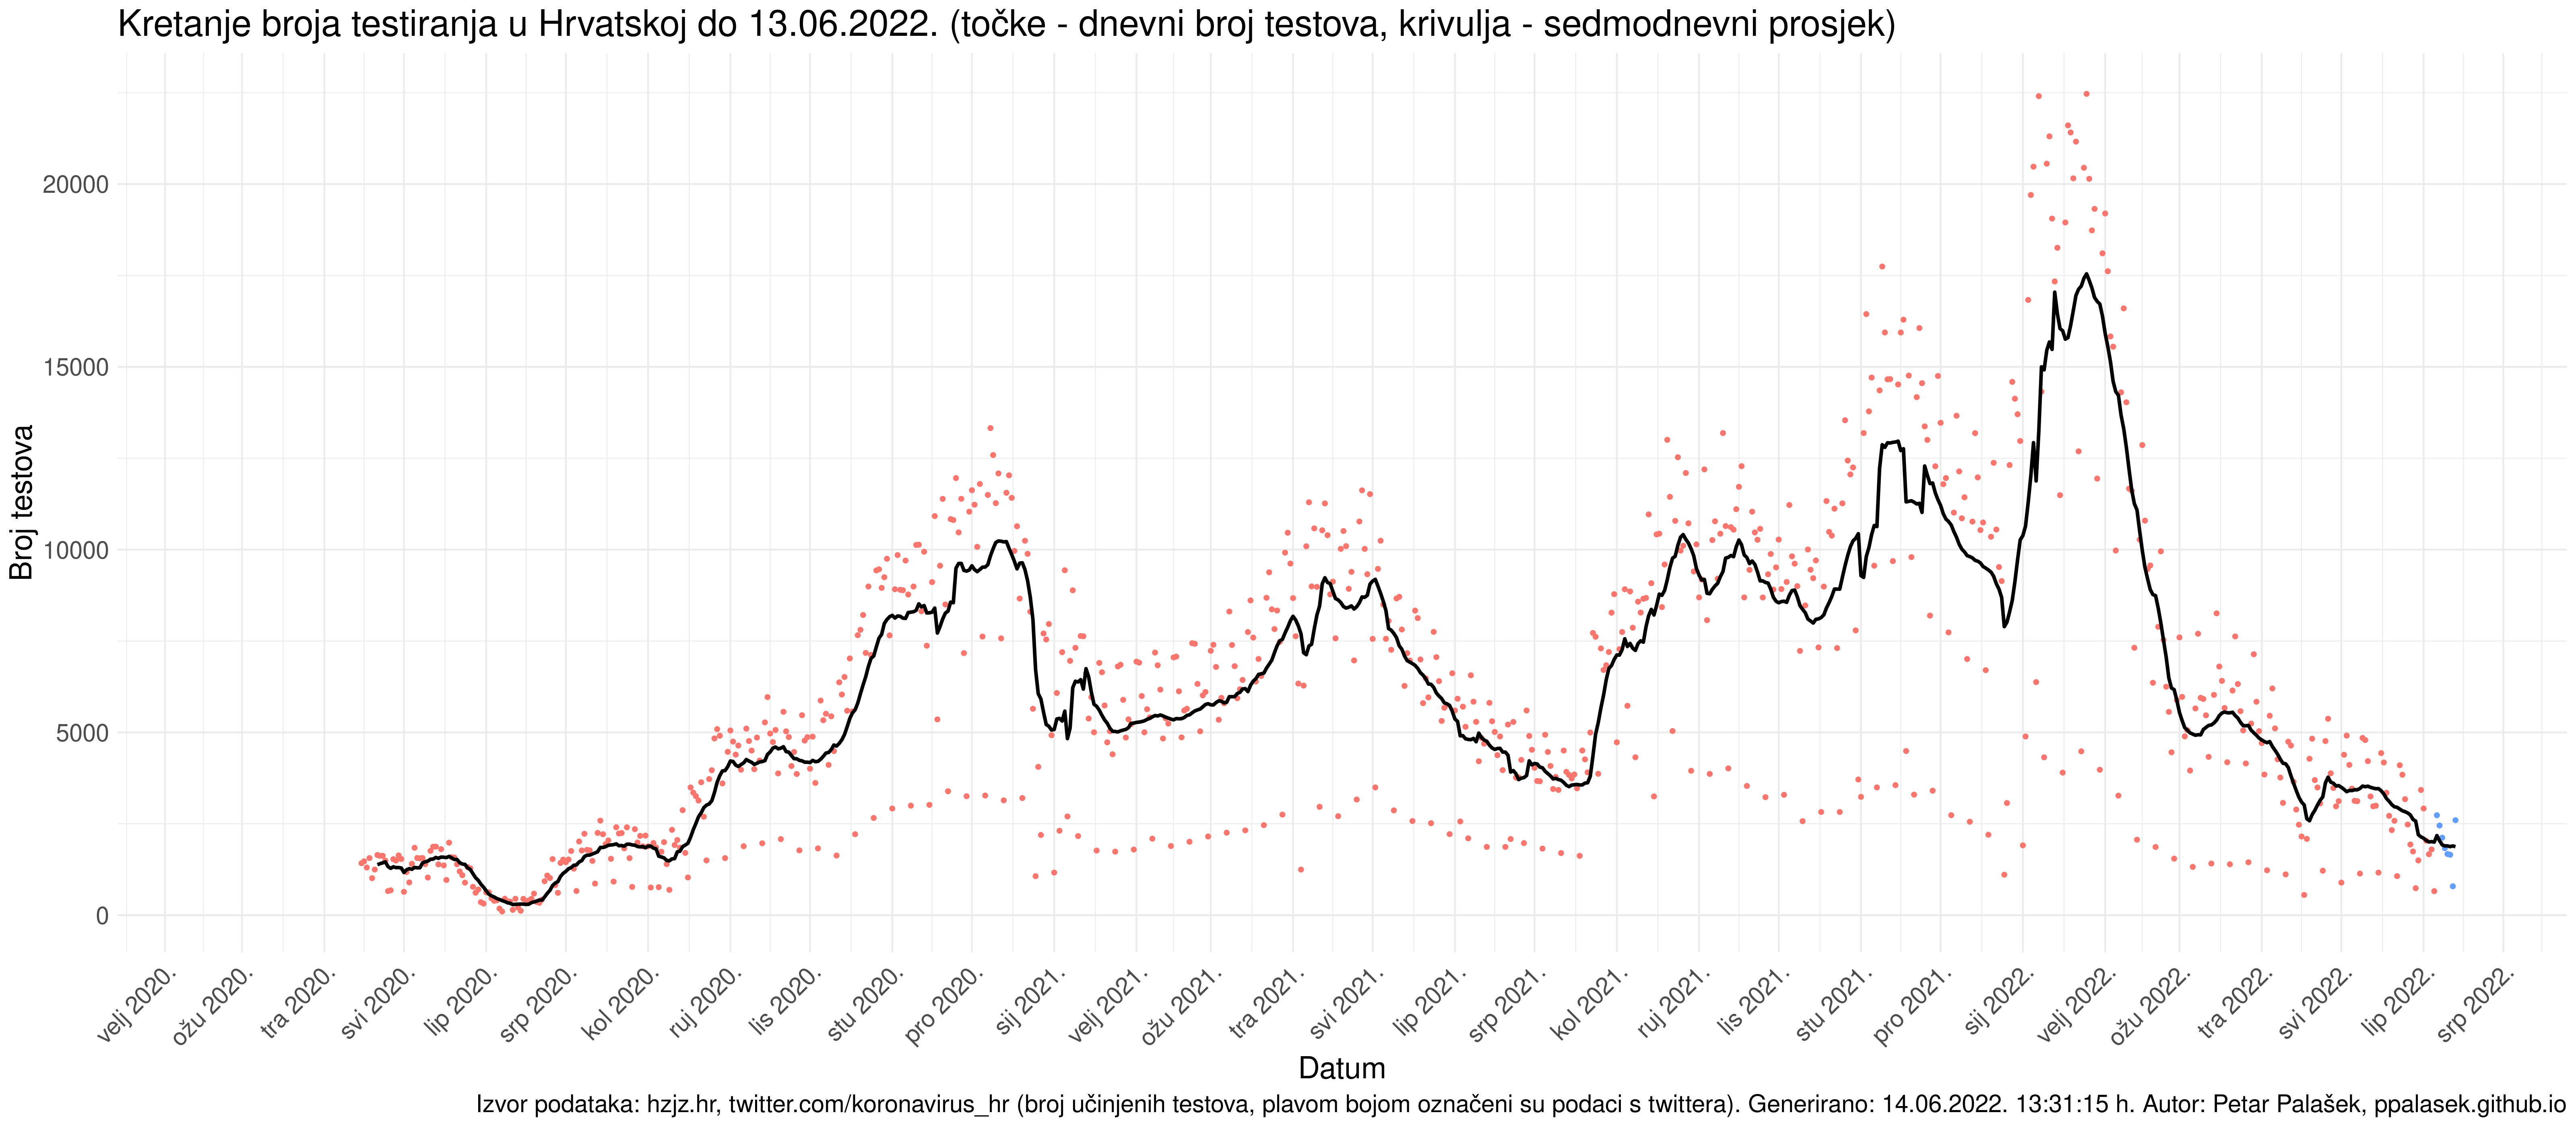 Kretanje broja testiranja u Hrvatskoj do 13.06.2022. (točke - dnevni broj testova, krivulja - sedmodnevni prosjek)
Broj testova
20000
15000
10000
5000
0
velj 2020.
ožu 2020.
tra 2020.
svi 2020.
lip 2020.
srp 2020.
kol 2020.
ruj 2020.
lis 2020.
stu 2020.
pro 2020.
sij 2021.
velj 2021.
ožu 2021.
tra 2021.
svi 2021.
lip 2021.
srp 2021.
kol 2021.
ruj 2021.
lis 2021.
stu 2021.
pro 2021.
sij 2022.
velj 2022.
ožu 2022.
tra 2022.
svi 2022.
lip 2022.
srp 2022.
Datum
Izvor podataka: hzjz.hr, twitter.com/koronavirus_hr (broj učinjenih testova, plavom bojom označeni su podaci s twittera). Generirano: 14.06.2022. 13:31:15 h. Autor: Petar Palašek, ppalasek.github.io